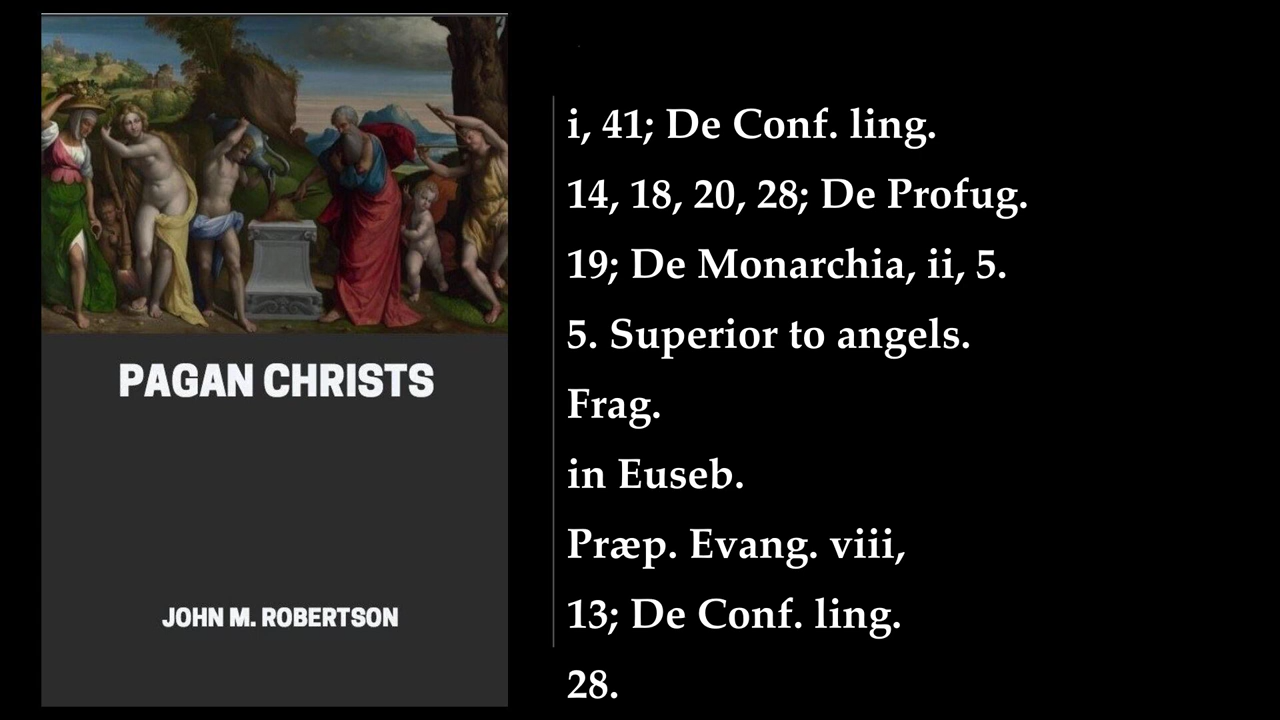 PAGAN CHRISTS
JOHN M. ROBERTSON
i, 41; De Conf. ling.
14, 18, 20, 28; De Profug.
19; De Monarchia, ii, 5.
5. Superior to angels.
Frag.
in Euseb.
Præp. Evang. viii,
13; De Conf. ling.
28.